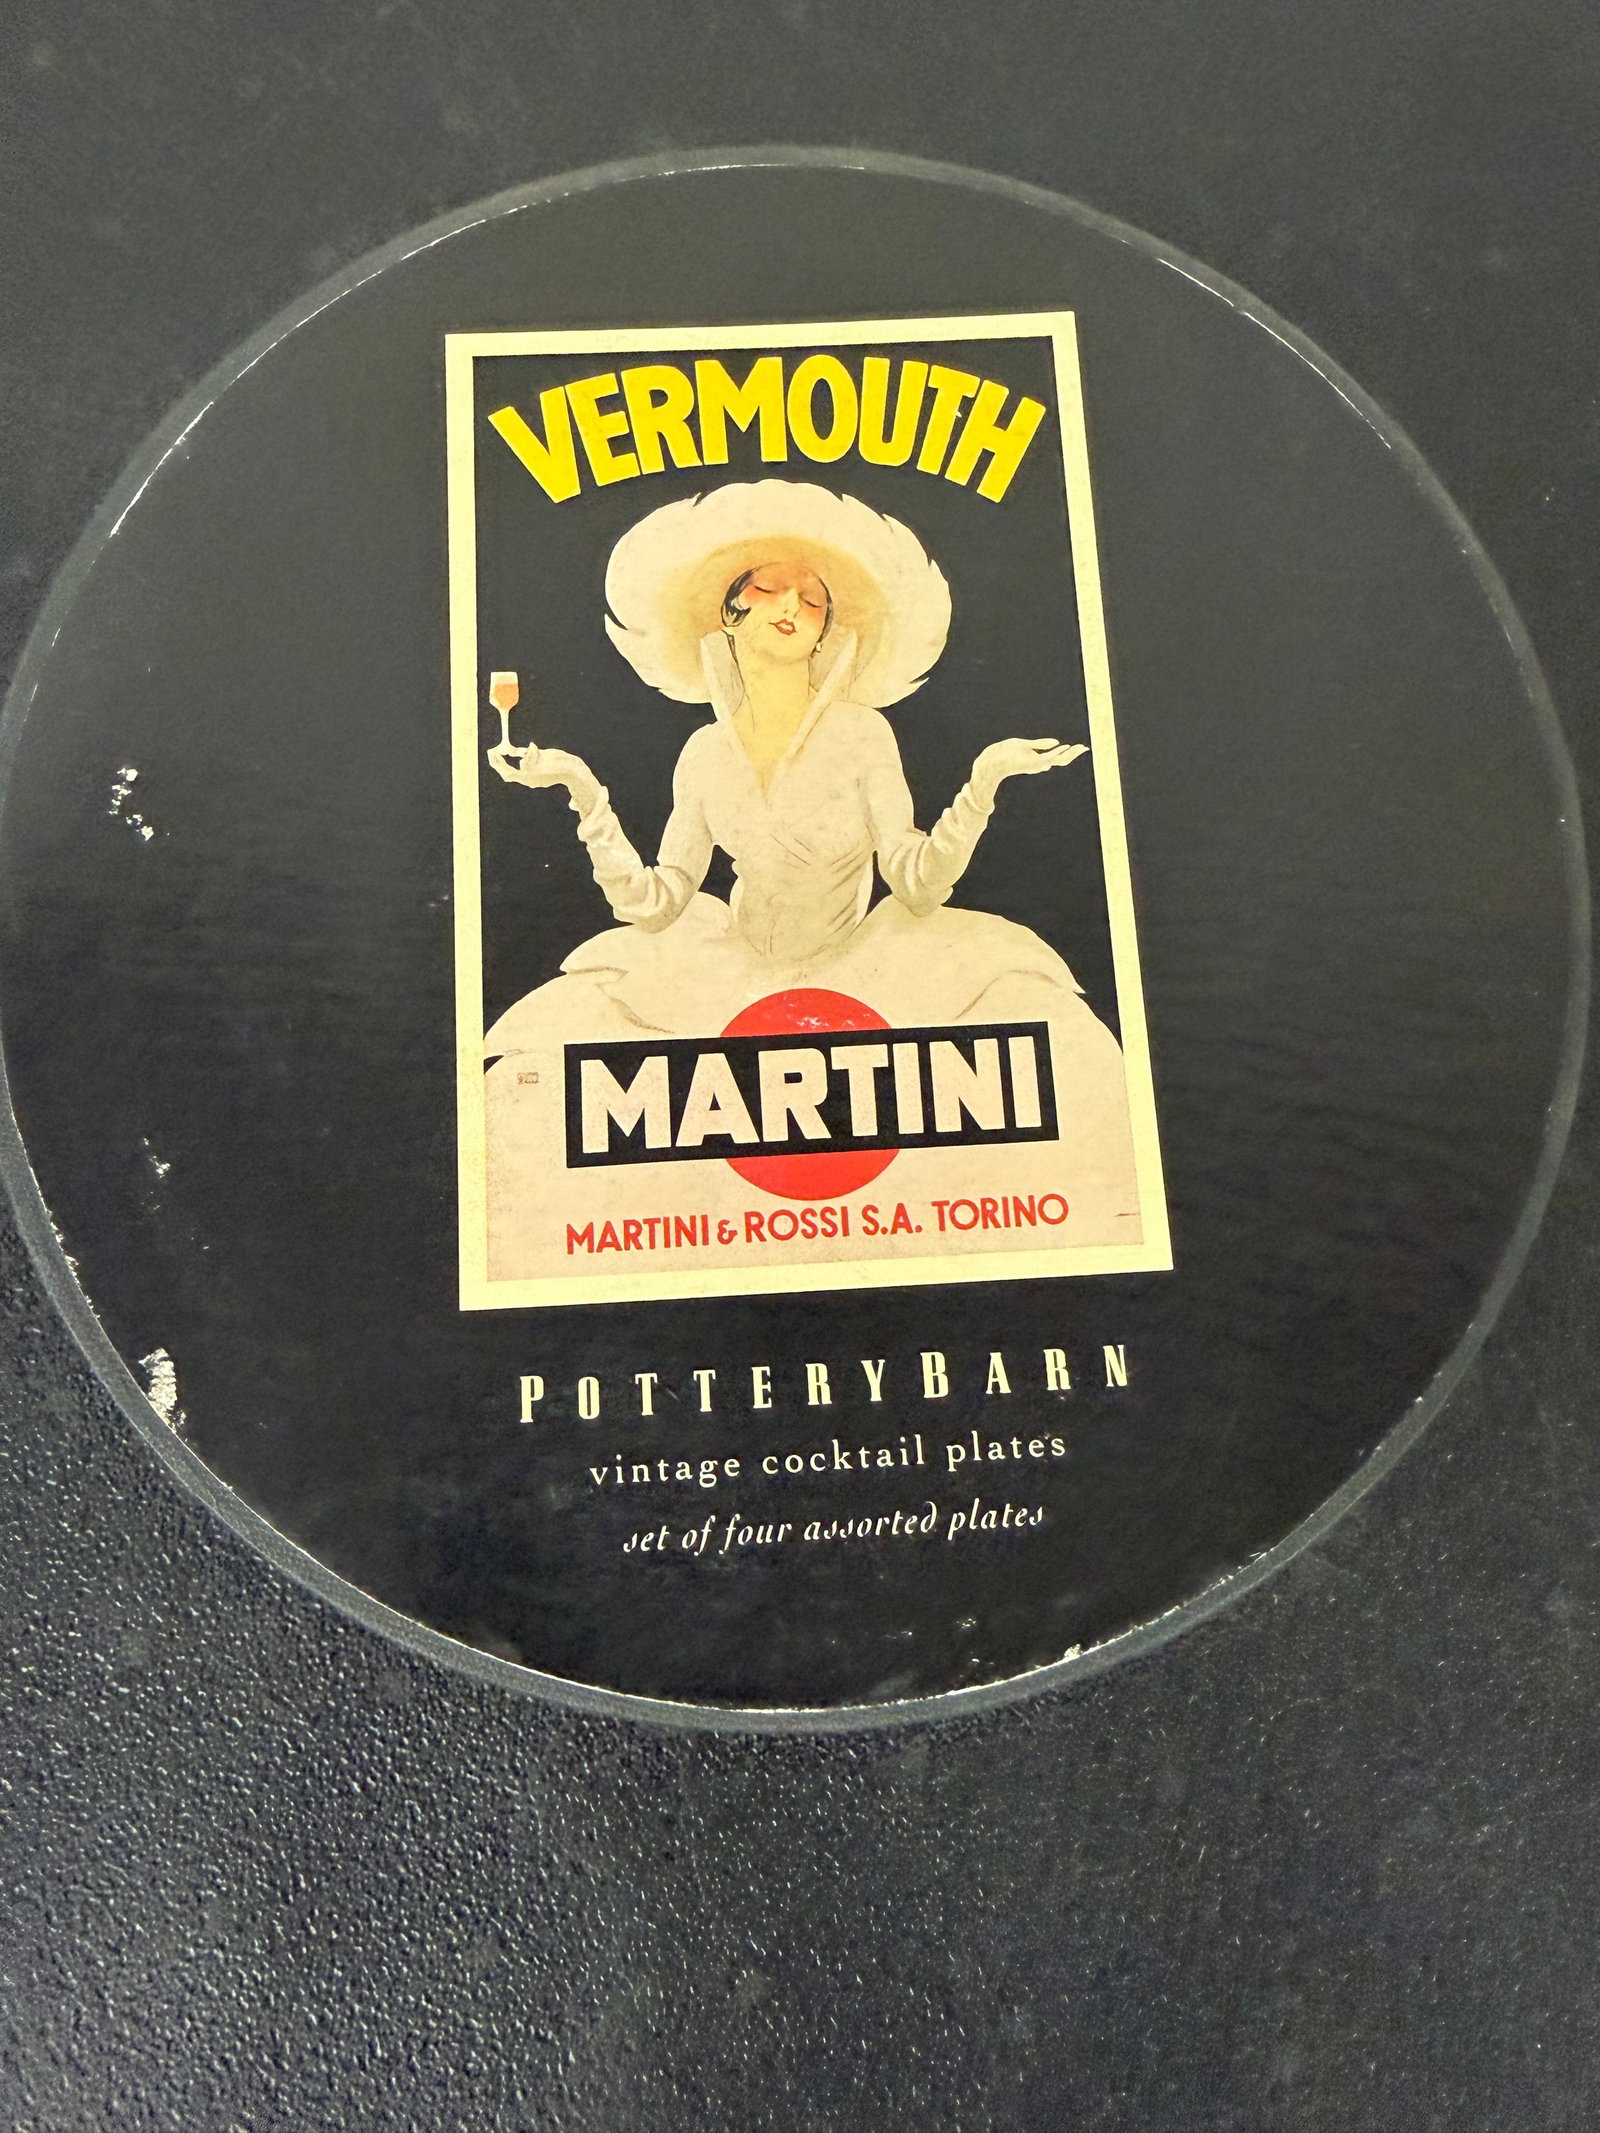 VERMOUTH
MARTINI
MARTINI & ROSSI S.A. TORINO
POTTERYBARN
vintage cocktail plates
set of four assorted plates